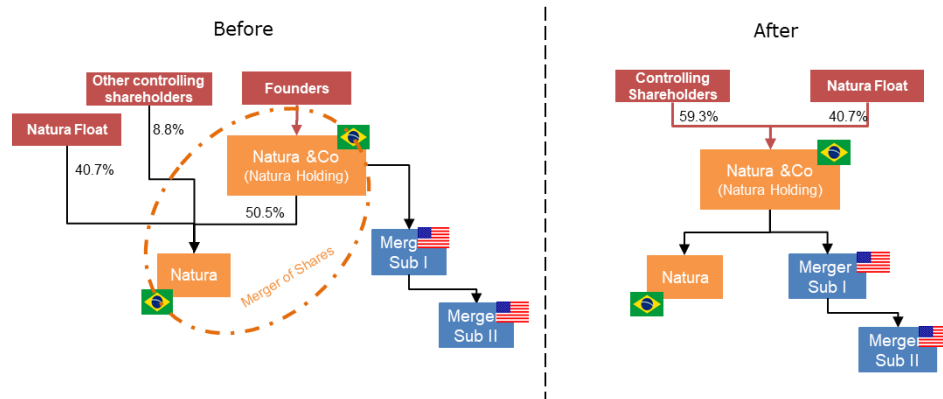 Before
Other controlling
shareholders
Founders
Natura Float
8.8%
40.7%
Natura &Co
(Natura Holding)
50.5%
Natura
Merger of Shares
Merg
Sub I
Merger
Sub II
After
Controlling
Shareholders
Natura Float
59.3%
40.7%
Natura &Co
(Natura Holding)
Natura
Merger
Sub I
Merger
Sub II